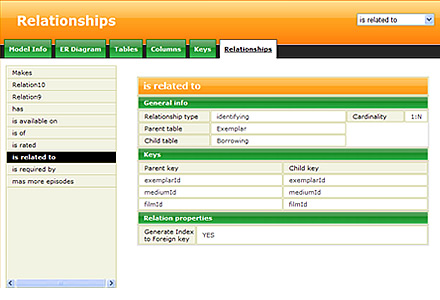 Relationships
is related to
Model Info
ER Diagram
Tables
Columns
Keys
Relationships
Makes
Relation10
Relation9
has
is available on
is of
is rated
is related to
is required by
mas more episodes
is related to
General info
Relationship type identifying Cardinality 1:N
Parent table Exemplar
Child table Borrowing
Keys
Parent key Child key
exemplarId exemplarId
mediumId mediumId
filmId filmId
Relation properties
Generate Index
to Foreign key YES